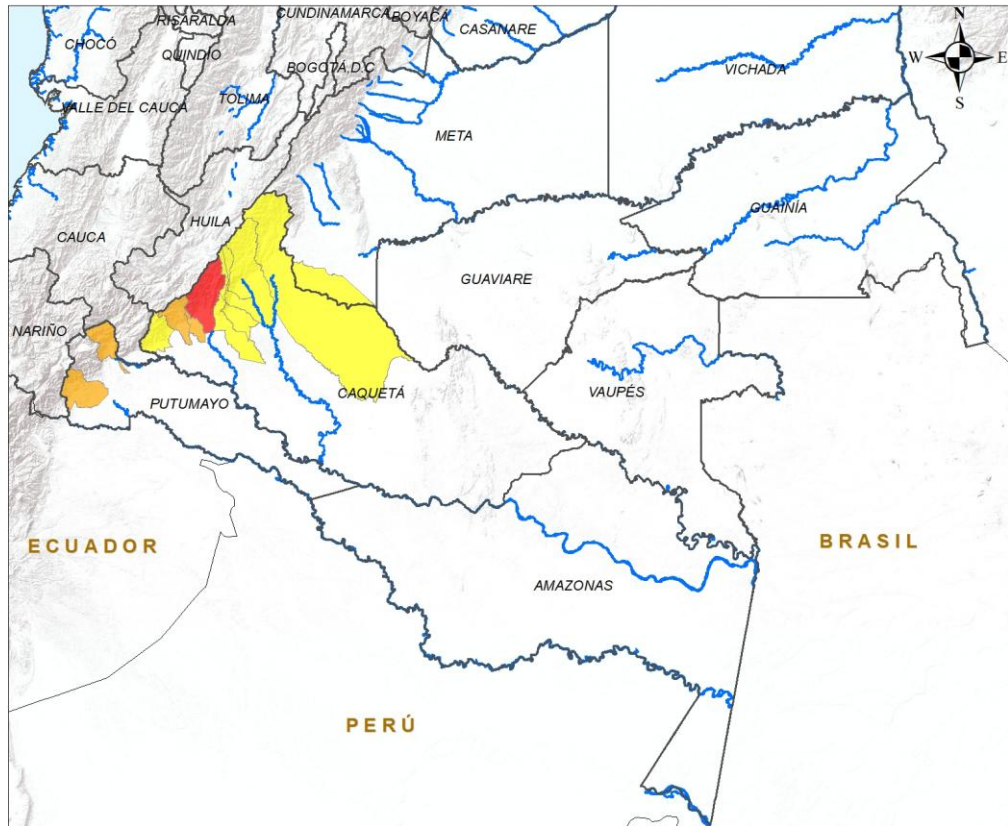 CUNDINAMARCA
BOYACÁ
RISARALDA
CASANARE
N
CHOCÓ
QUINDÍO
BOGOTÁ D.C
W
E
VICHADA
TOLIMA
VALLE DEL CAUCA
S
META
HUILA
GUAINÍA
CAUCA
GUAVIARE
NARIÑO
CAQUETÁ
VAUPÉS
PUTUMAYO
ECUADOR
BRASIL
AMAZONAS
PERÚ